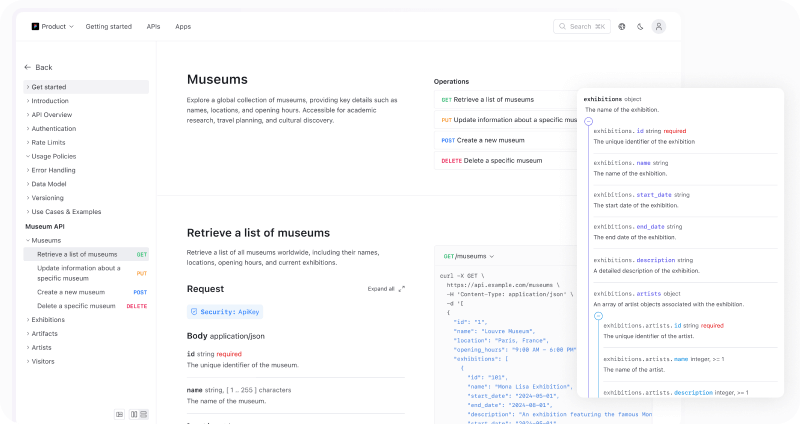 Product
Getting started
APIs
Apps
Search ⌘K
Back
Get started
Introduction
API Overview
Authentication
Rate Limits
Usage Policies
Error Handling
Data Model
Versioning
Use Cases & Examples
Museum API
Museums
Retrieve a list of museums GET
Update information about a
specific museum PUT
Create a new museum POST
Delete a specific museum DELETE
Exhibitions
Artifacts
Artists
Visitors
Museums
Explore a global collection of museums, providing key details such as
names, locations, and opening hours. Accessible for academic
research, travel planning, and cultural discovery.
Operations
GET Retrieve a list of museums
PUT Update information about a specific mus
POST Create a new museum
DELETE Delete a specific museum
Retrieve a list of museums
Retrieve a list of all museums worldwide, including their names,
locations, opening hours, and current exhibitions.
Request
Expand all
Security: ApiKey
Body application/json
id string required
The unique identifier of the museum.
name string, [ 1 .. 255 ] characters
The name of the museum.
GET /museums
curl -X GET \
https://api.example.com/museums \
-H 'Content-Type: application/json' \
-d '[
{
"id": "1",
"name": "Louvre Museum",
"location": "Paris, France",
"opening_hours": "9:00 AM - 6:00 PM"
"exhibitions": [
{
"id": "101",
"name": "Mona Lisa Exhibition",
"start_date": "2024-05-01",
"end_date": "2024-08-01",
"description": "An exhibition featuring the famous Mon
exhibitions object
The name of the exhibition.
exhibitions.id string required
The unique identifier of the exhibition
exhibitions.name string
The name of the exhibition.
exhibitions.start_date string
The start date of the exhibition.
exhibitions.end_date string
The end date of the exhibition.
exhibitions.description string
A detailed description of the exhibition.
exhibitions.artists object
An array of artist objects associated with the exhibition.
exhibitions.artists.id string required
The unique identifier of the artist.
exhibitions.artists.name integer, >= 1
The name of the artist.
exhibitions.artists.description integer, >= 1